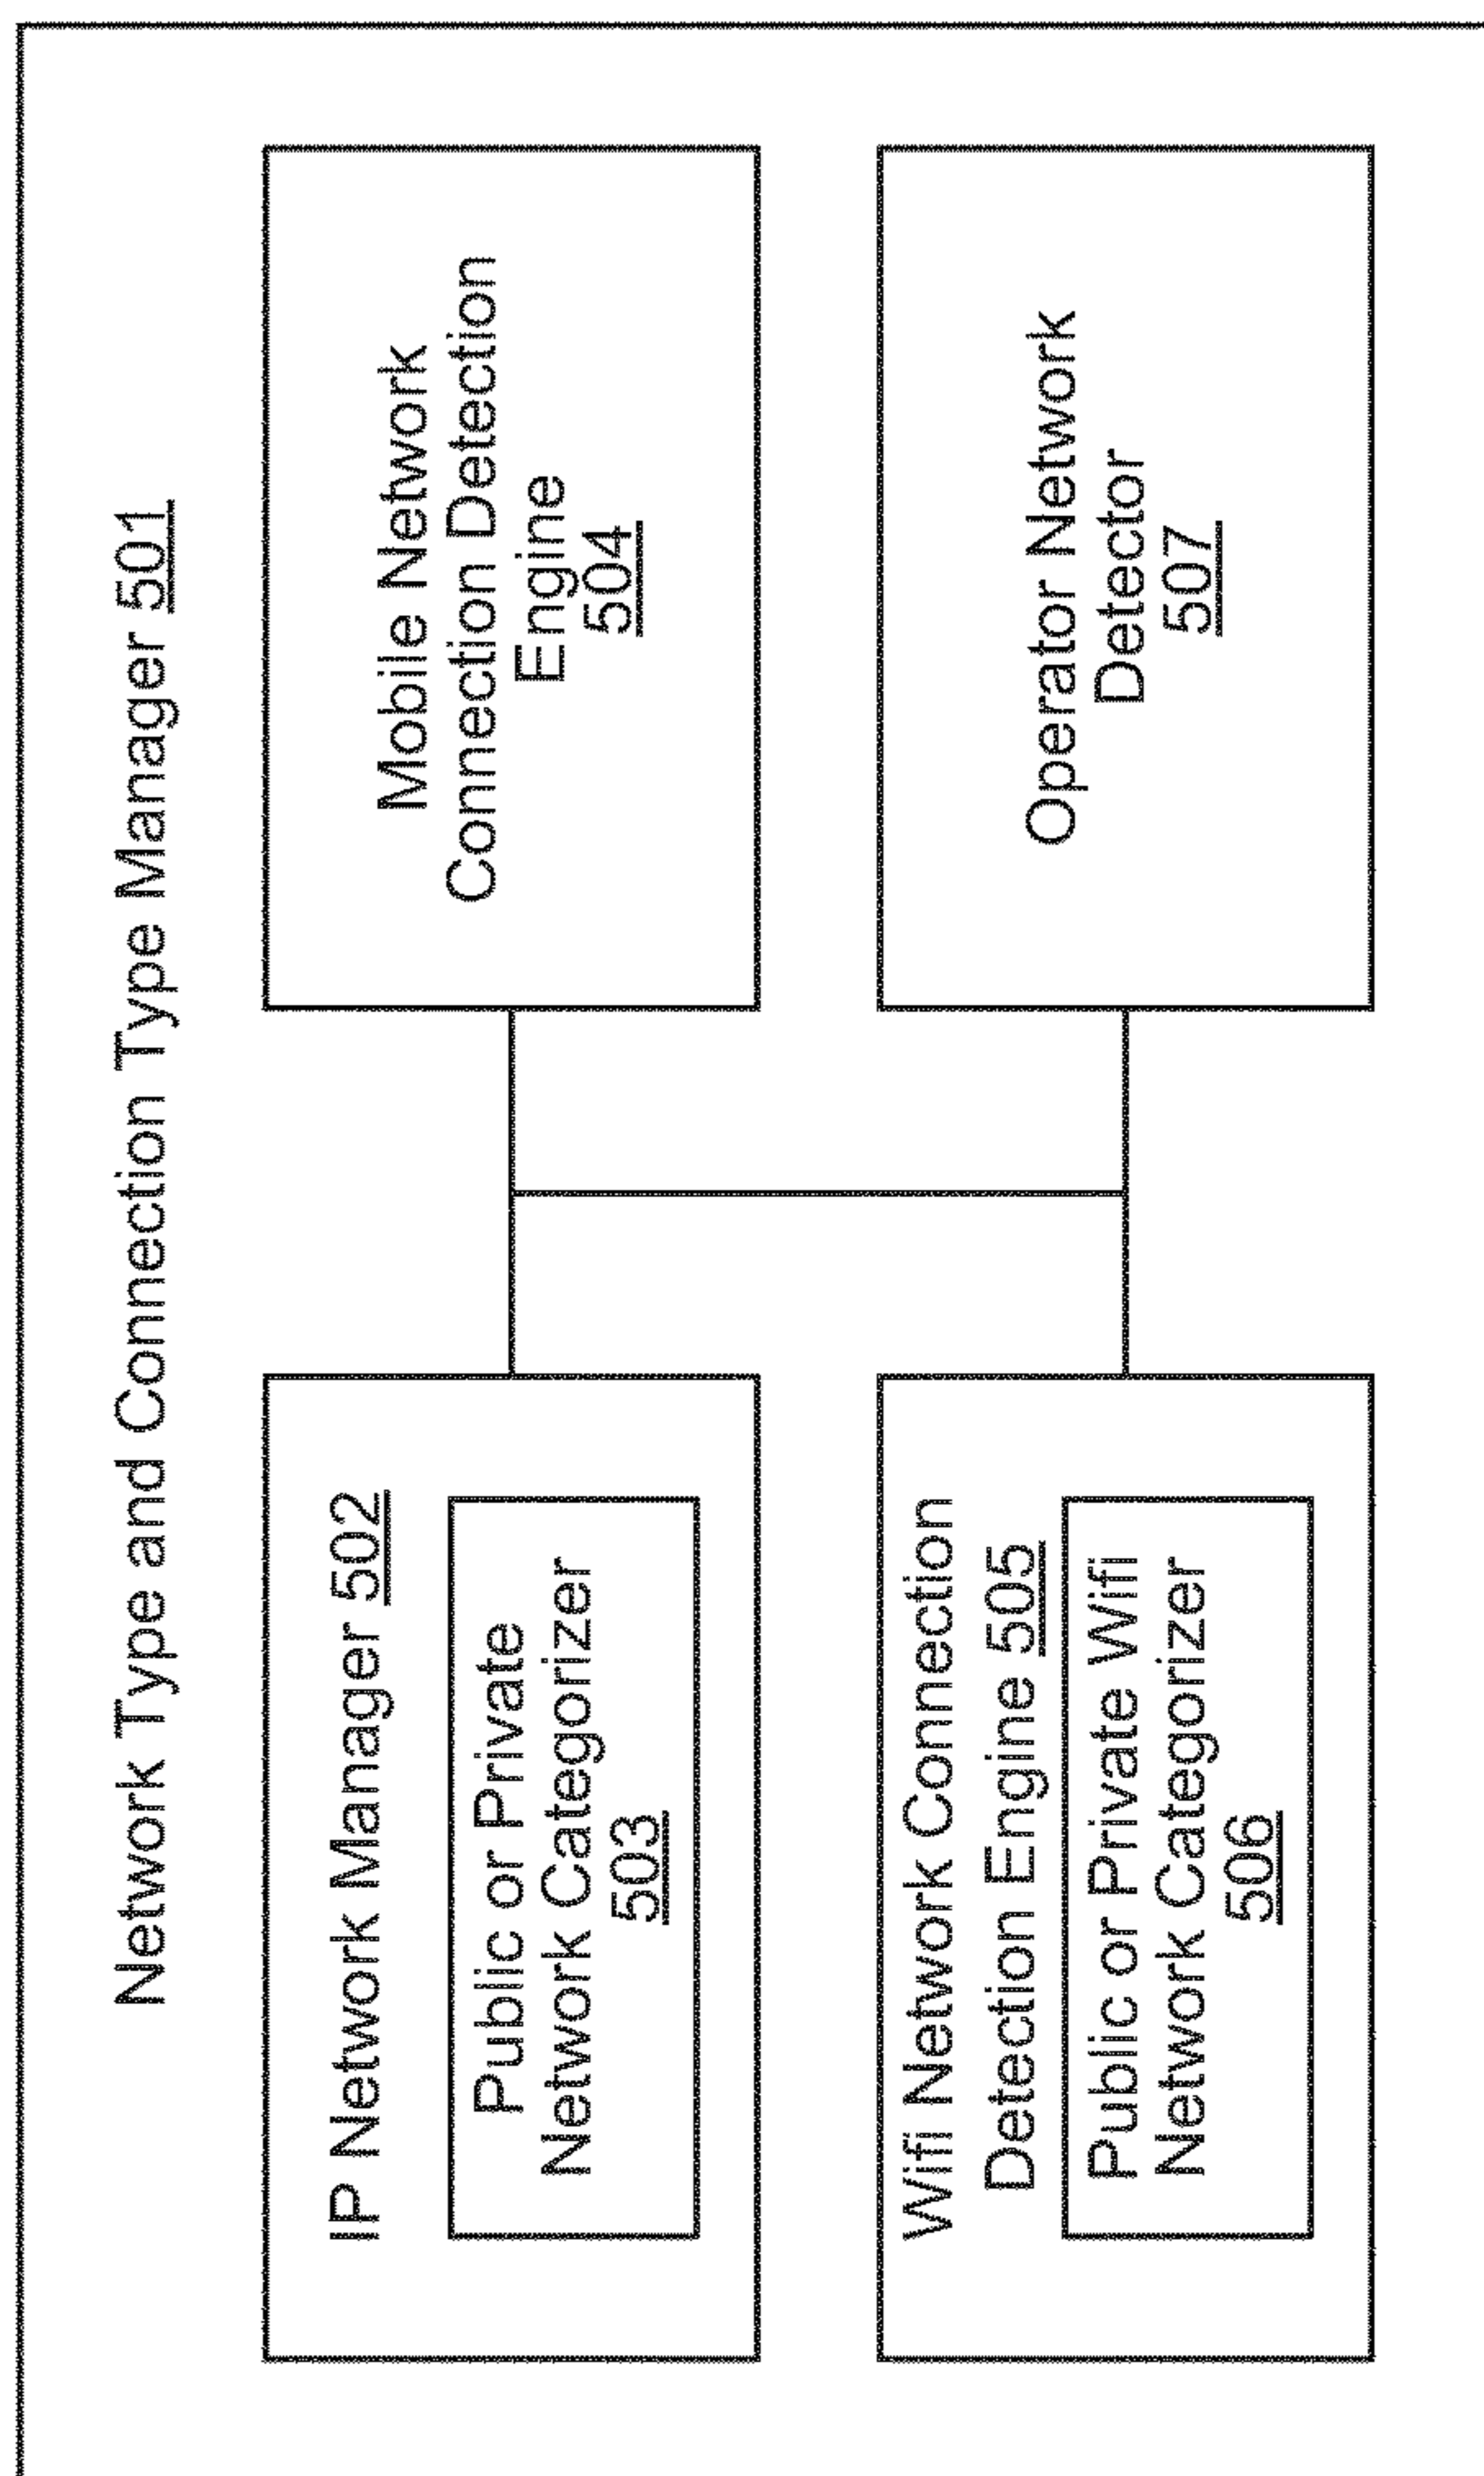 Network Type and Connection Type Manager 501
IP Network Manager 502
Public or Private
Network Categorizer
503
Mobile Network
Connection Detection
Engine
504
Wifi Network Connection
Detection Engine 505
Public or Private Wifi
Network Categorizer
506
Operator Network
Detector
507